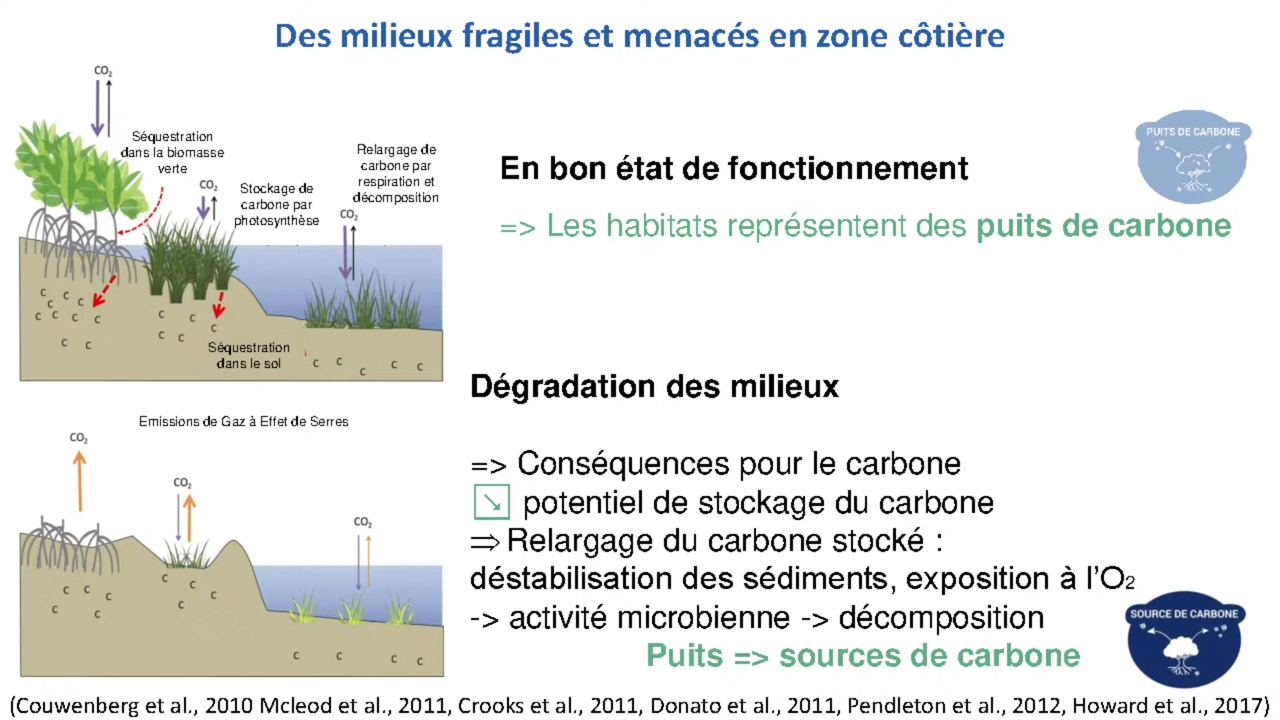 Des milieux fragiles et menacés en zone côtière
CO₂
Séquestration
dans la biomasse
verte
CO₂
Stockage de
carbone par
photosynthèse
Relargage de
carbone par
respiration et
décomposition
CO₂
C C C C C C C C C
C C C C C
Séquestration
dans le sol
C C C C C
En bon état de fonctionnement
PUITS DE CARBONE
=> Les habitats représentent des puits de carbone
Emissions de Gaz à Effet de Serres
CO₂
CO₂
CO₂
C C C C C
C C C
C C C C
Dégradation des milieux
=> Conséquences pour le carbone
↘ potentiel de stockage du carbone
⇒ Relargage du carbone stocké :
déstabilisation des sédiments, exposition à l'O₂
-> activité microbienne -> décomposition
Puits => sources de carbone
SOURCE DE CARBONE
(Couwenberg et al., 2010 Mcleod et al., 2011, Crooks et al., 2011, Donato et al., 2011, Pendleton et al., 2012, Howard et al., 2017)